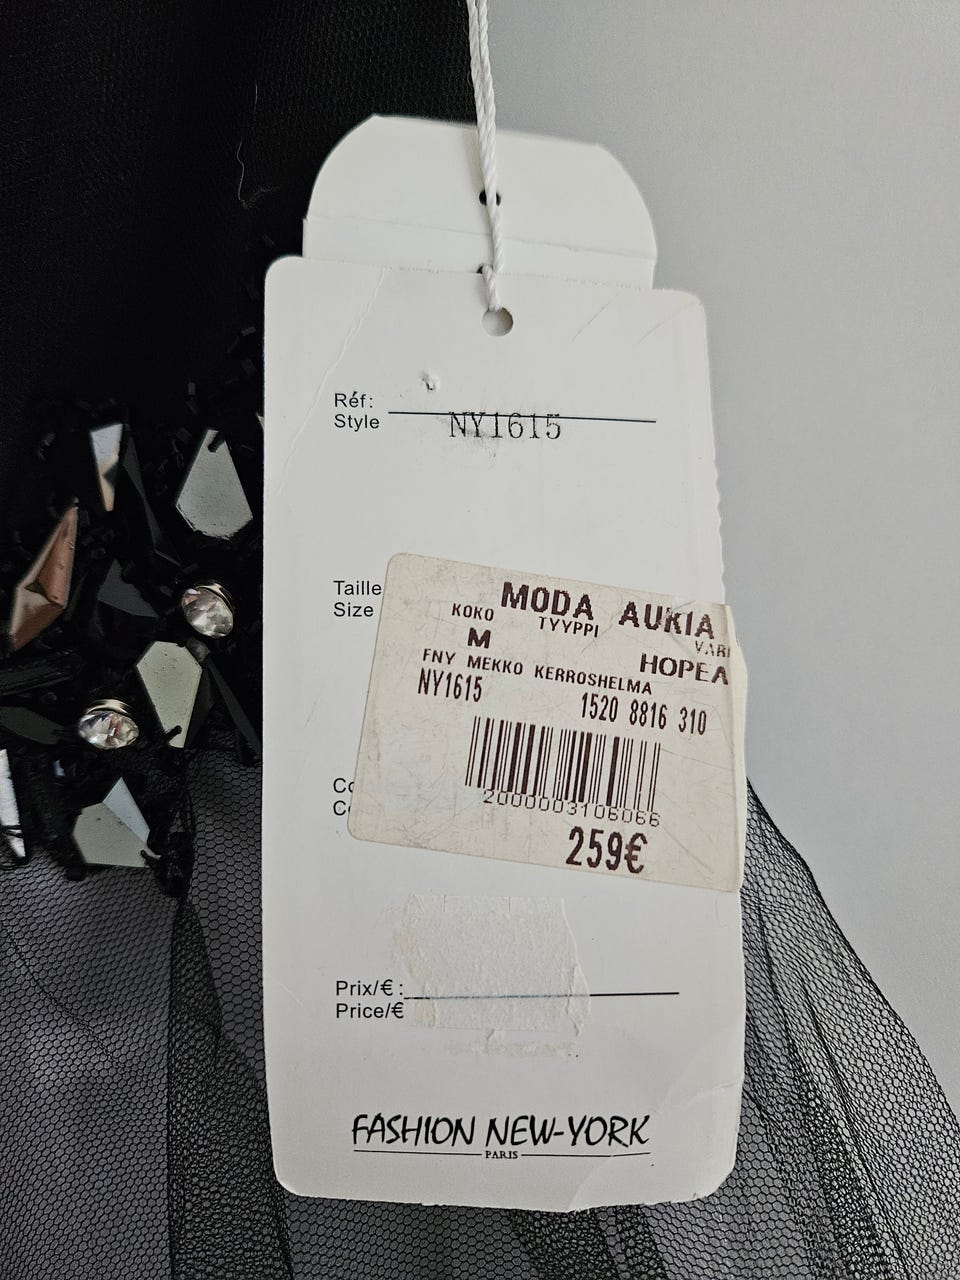 Réf:
Style
NY1615
Taille
Size
MODA AUKIA
KOKO TYYPPI
M HOPEA
FNY MEKKO KERROSHELMA
NY1615 1520 8816 310
2000003106066
259€
Prix/€:
Price/€
FASHION NEW-YORK
PARIS